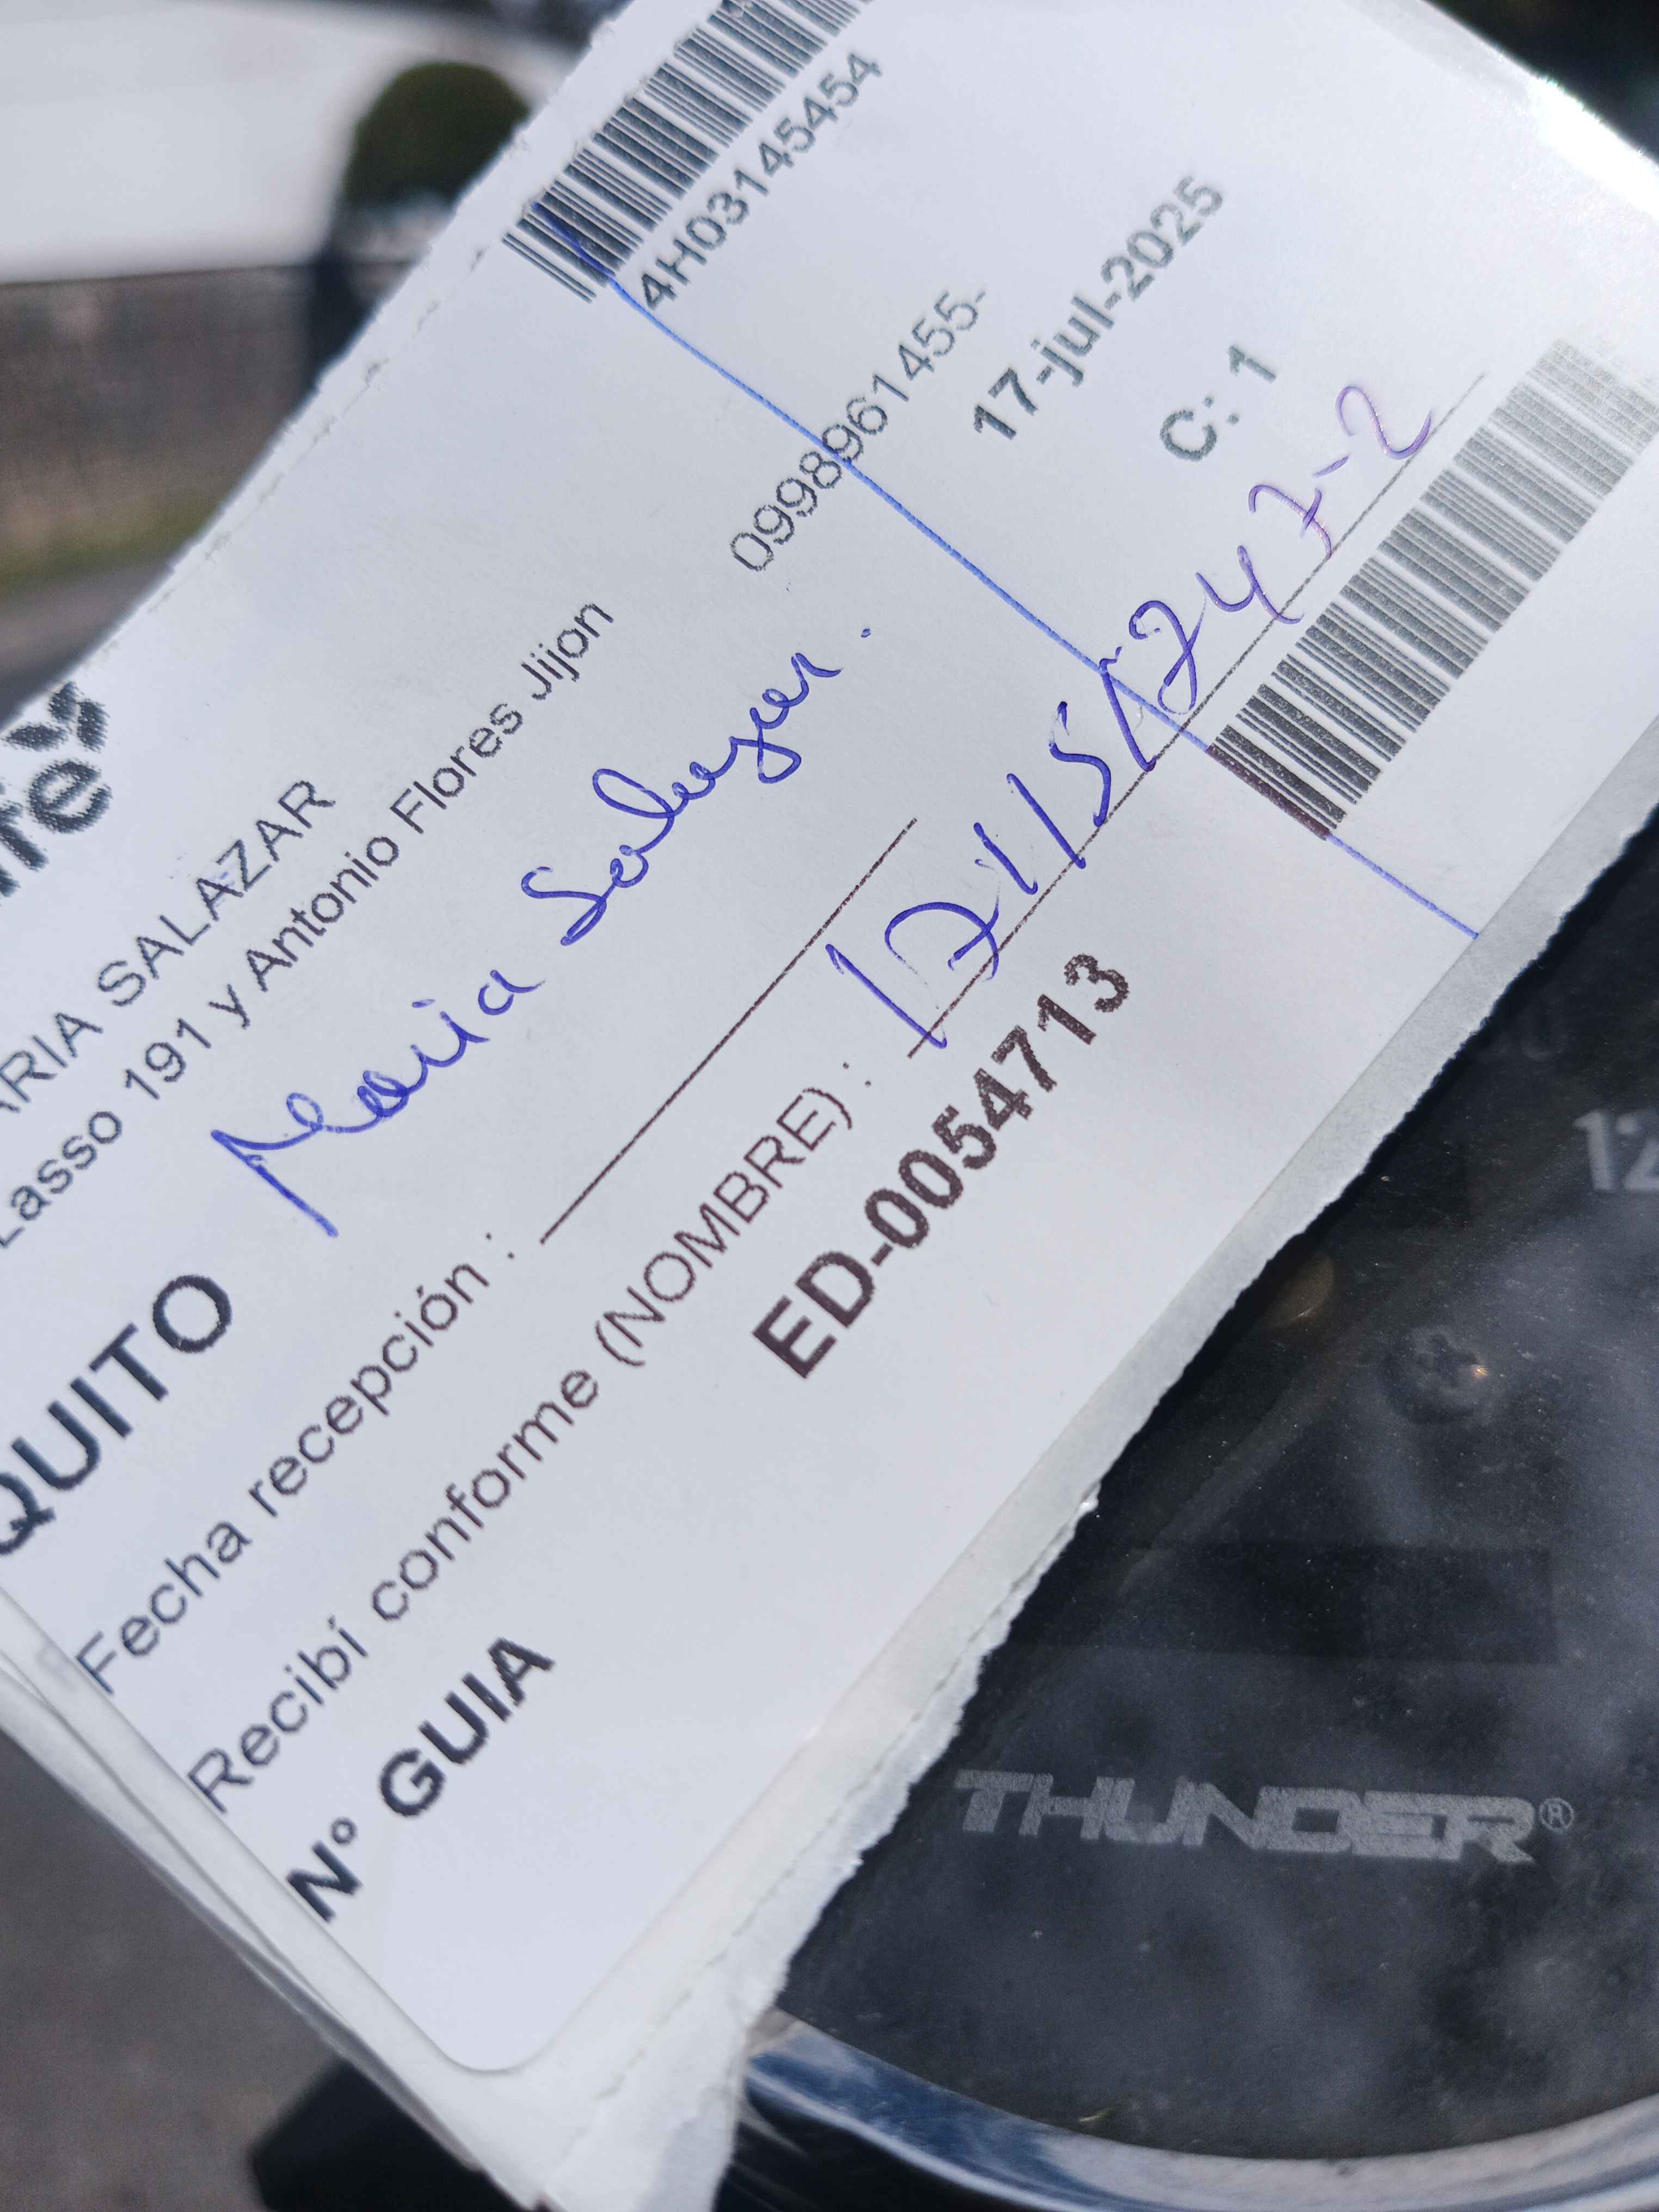 4H03145454
ARIA SALAZAR
Lasso 191 y Antonio Flores Jijon
0998961455-
QUITO
Maria Salazar.
17-jul-2025
Fecha recepción :
C: 1
Recibí conforme (NOMBRE) :
N° GUIA
ED-0054713
THUNDER®